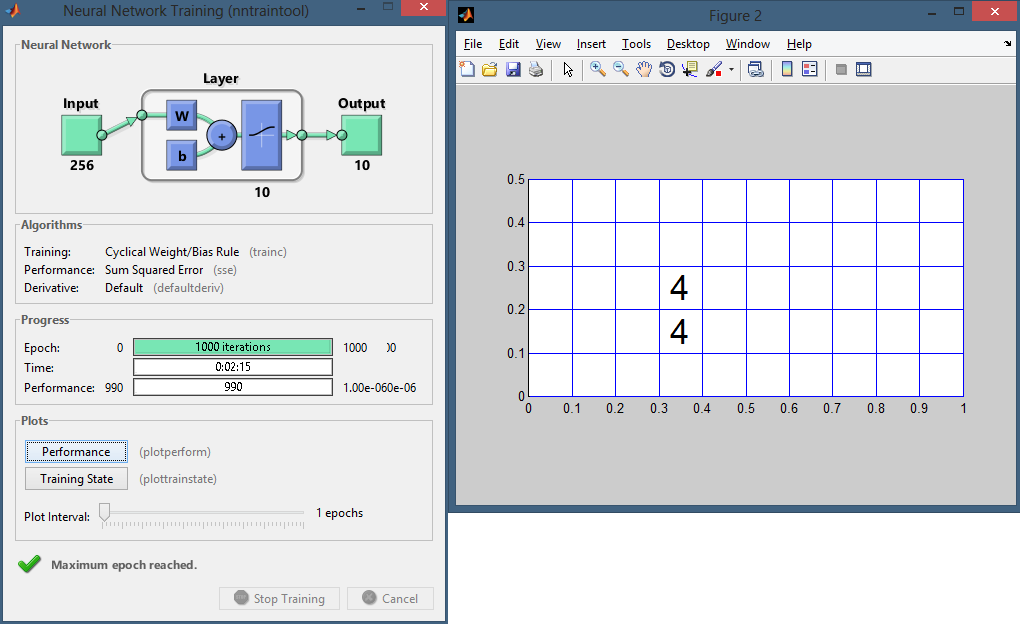 Neural Network Training (nntraintool)
Neural Network
Layer
Input
Output
W
+
b
256
10
10
Algorithms
Training: Cyclical Weight/Bias Rule (trainc)
Performance: Sum Squared Error (sse)
Derivative: Default (defaultderiv)
Progress
Epoch: 0 1000 iterations 1000
Time: 0:02:15
Performance: 990 990 1.00e-060e-06
Plots
Performance (plotperform)
Training State (plottrainstate)
Plot Interval: 1 epochs
Maximum epoch reached.
Stop Training Cancel
Figure 2
File Edit View Insert Tools Desktop Window Help
0.5
0.4
0.3
4
0.2
4
0.1
0
0 0.1 0.2 0.3 0.4 0.5 0.6 0.7 0.8 0.9 1